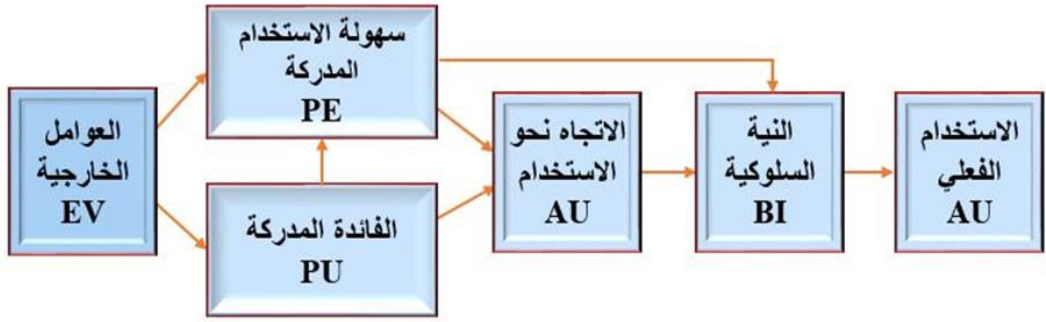 العوامل
الخارجية
EV
سهولة الاستخدام
المدركة
PE
الفائدة المدركة
PU
الاتجاه نحو
الاستخدام
AU
النية
السلوكية
BI
الاستخدام
الفعلي
AU